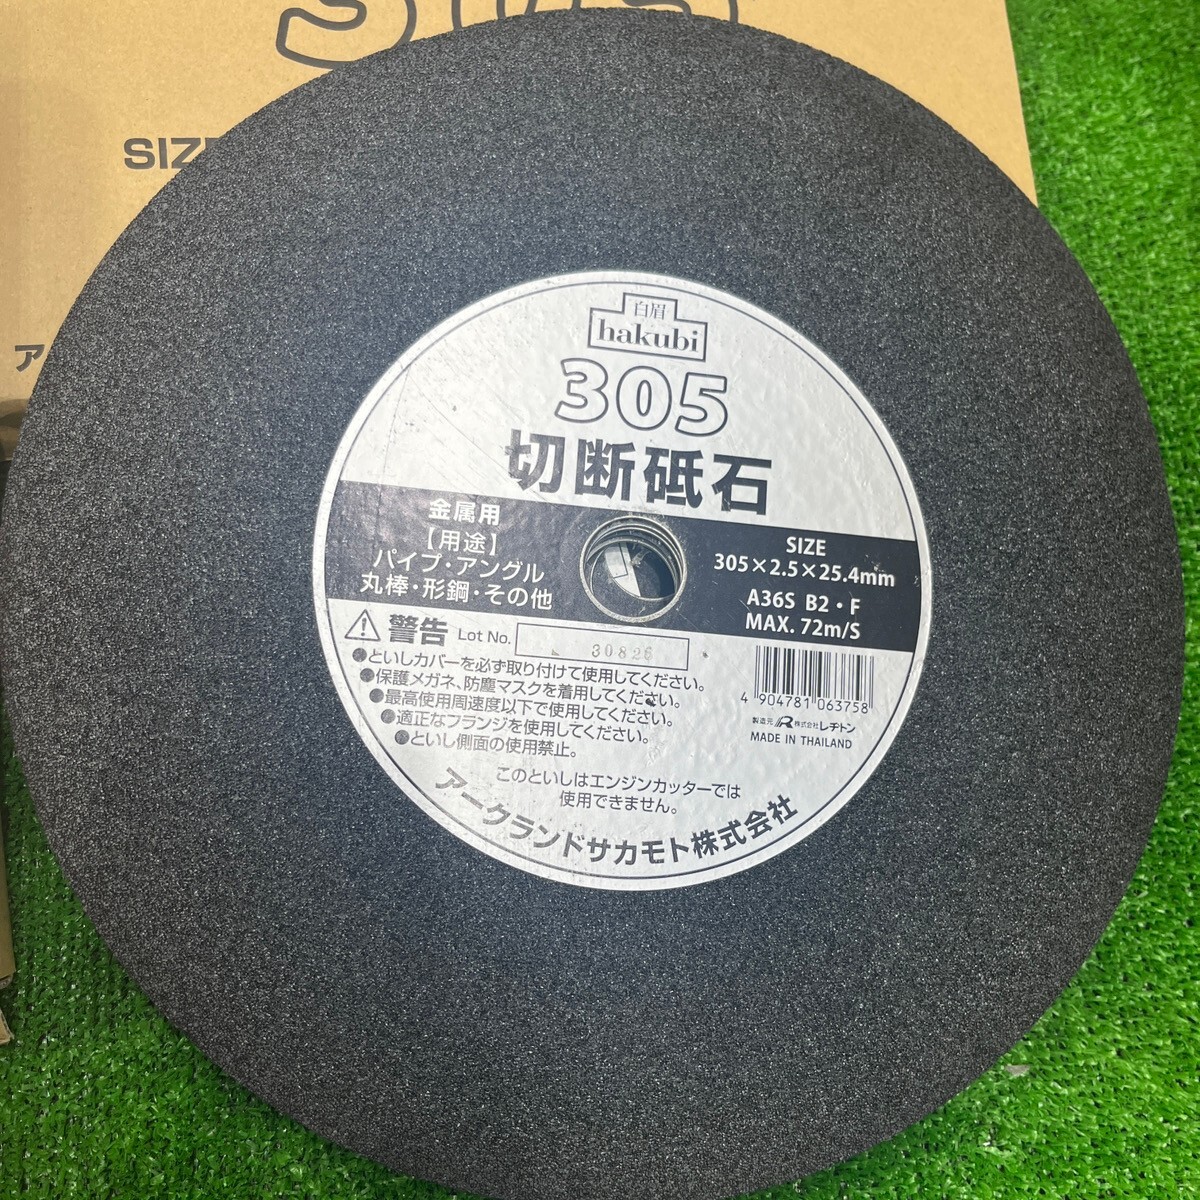 SIZE
ア
白眉
hakubi
305
切断砥石
金属用
【用途】
パイプ・アングル
丸棒・形鋼・その他
SIZE
305×2.5×25.4mm
A36S B2・F
MAX. 72m/S
警告 Lot No. 30826
●といしカバーを必ず取り付けて使用してください。
●保護メガネ、防塵マスクを着用してください。
●最高使用周速度以下で使用してください。
●適正なフランジを使用してください。
●といし側面の使用禁止。
4 904781 063758
製造元 株式会社レヂトン
MADE IN THAILAND
このといしはエンジンカッターでは
使用できません。
アークランドサカモト株式会社